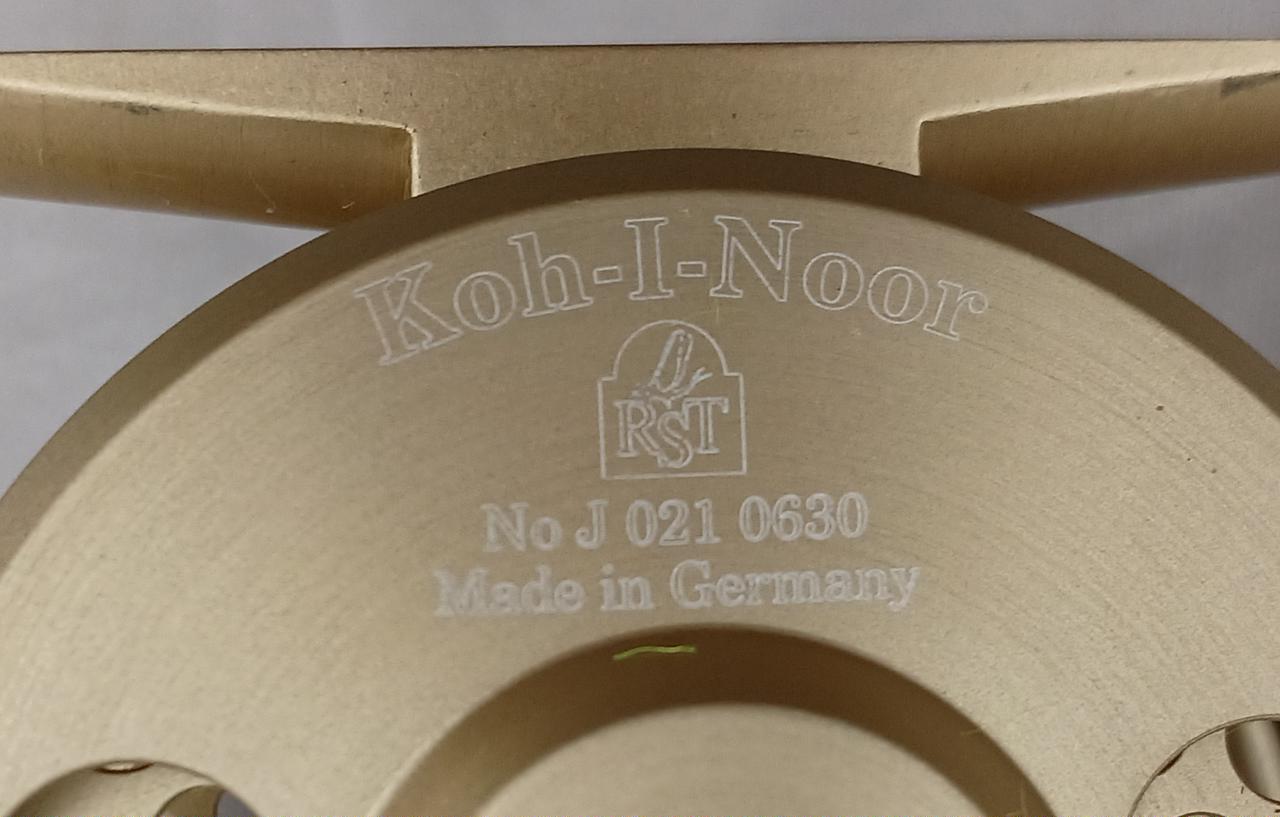 Koh-I-Noor
RST
No J 021 0630
Made in Germany